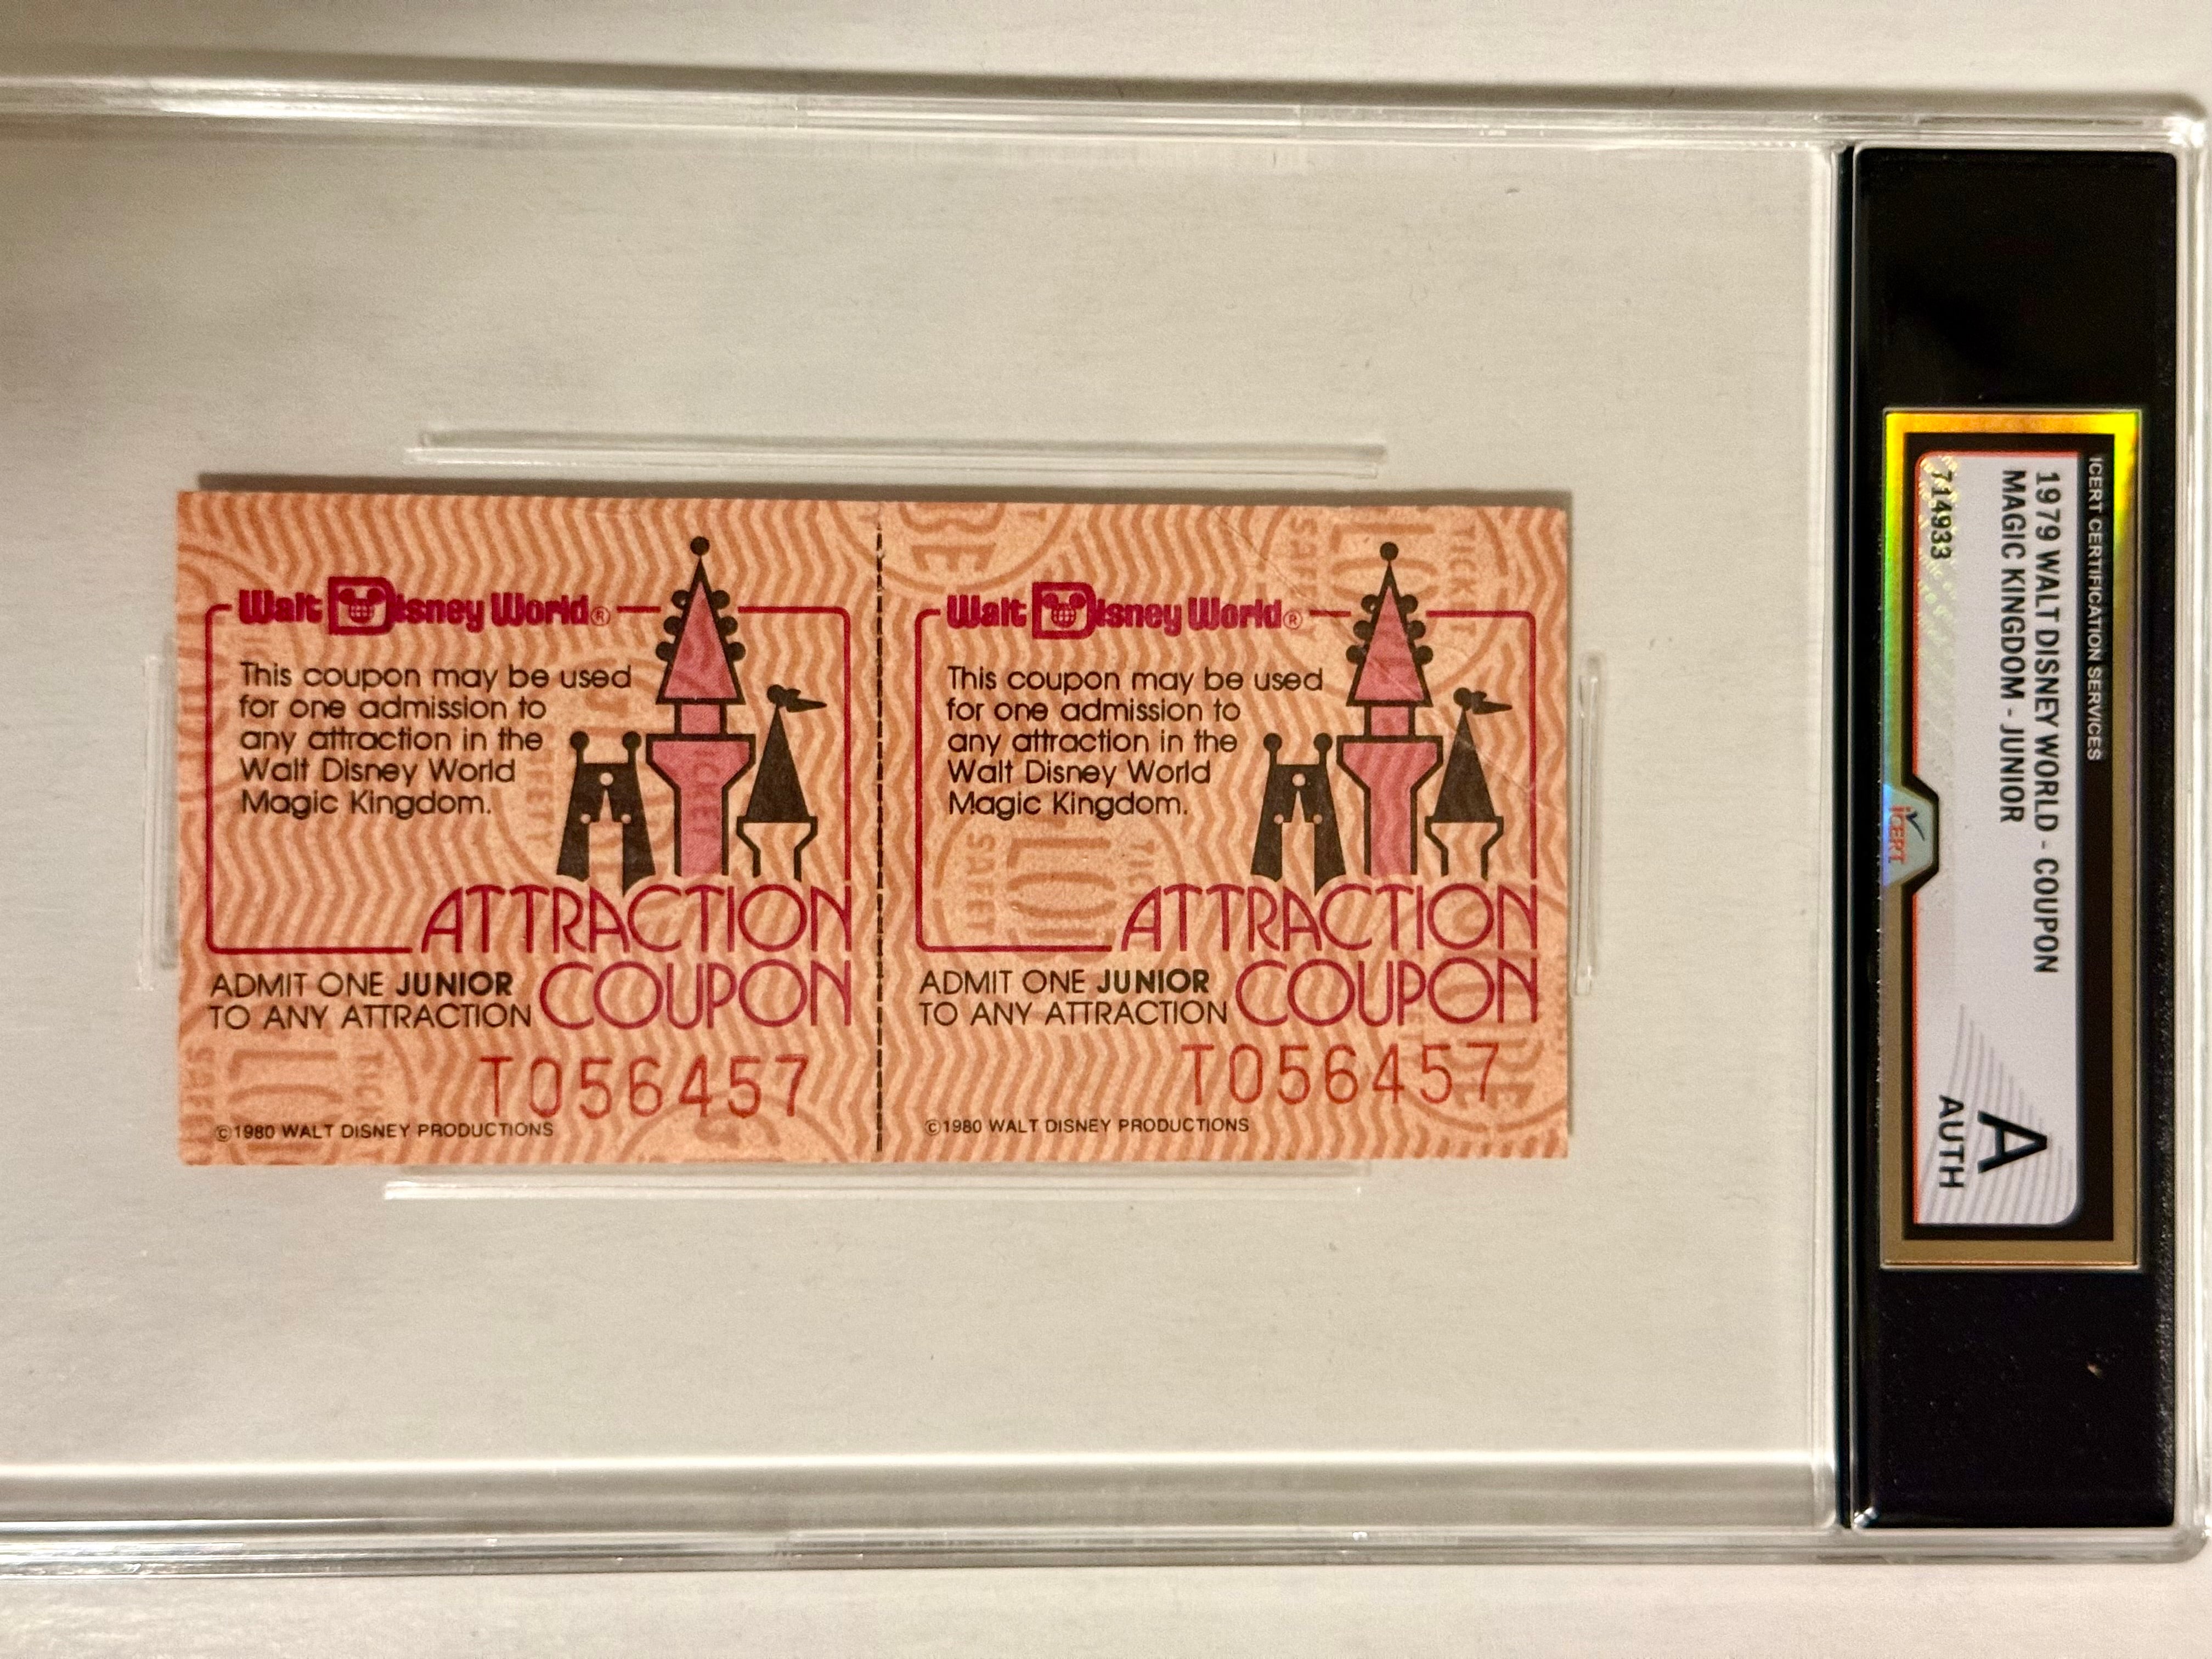 Walt Disney World®
This coupon may be used
for one admission to
any attraction in the
Walt Disney World
Magic Kingdom.
ATTRACTION
COUPON
ADMIT ONE JUNIOR
TO ANY ATTRACTION
T056457
©1980 WALT DISNEY PRODUCTIONS
Walt Disney World®
This coupon may be used
for one admission to
any attraction in the
Walt Disney World
Magic Kingdom.
ATTRACTION
COUPON
ADMIT ONE JUNIOR
TO ANY ATTRACTION
T056457
©1980 WALT DISNEY PRODUCTIONS
ICERT CERTIFICATION SERVICES
1979 WALT DISNEY WORLD - COUPON
MAGIC KINGDOM - JUNIOR
714933
A
AUTH
iCERT